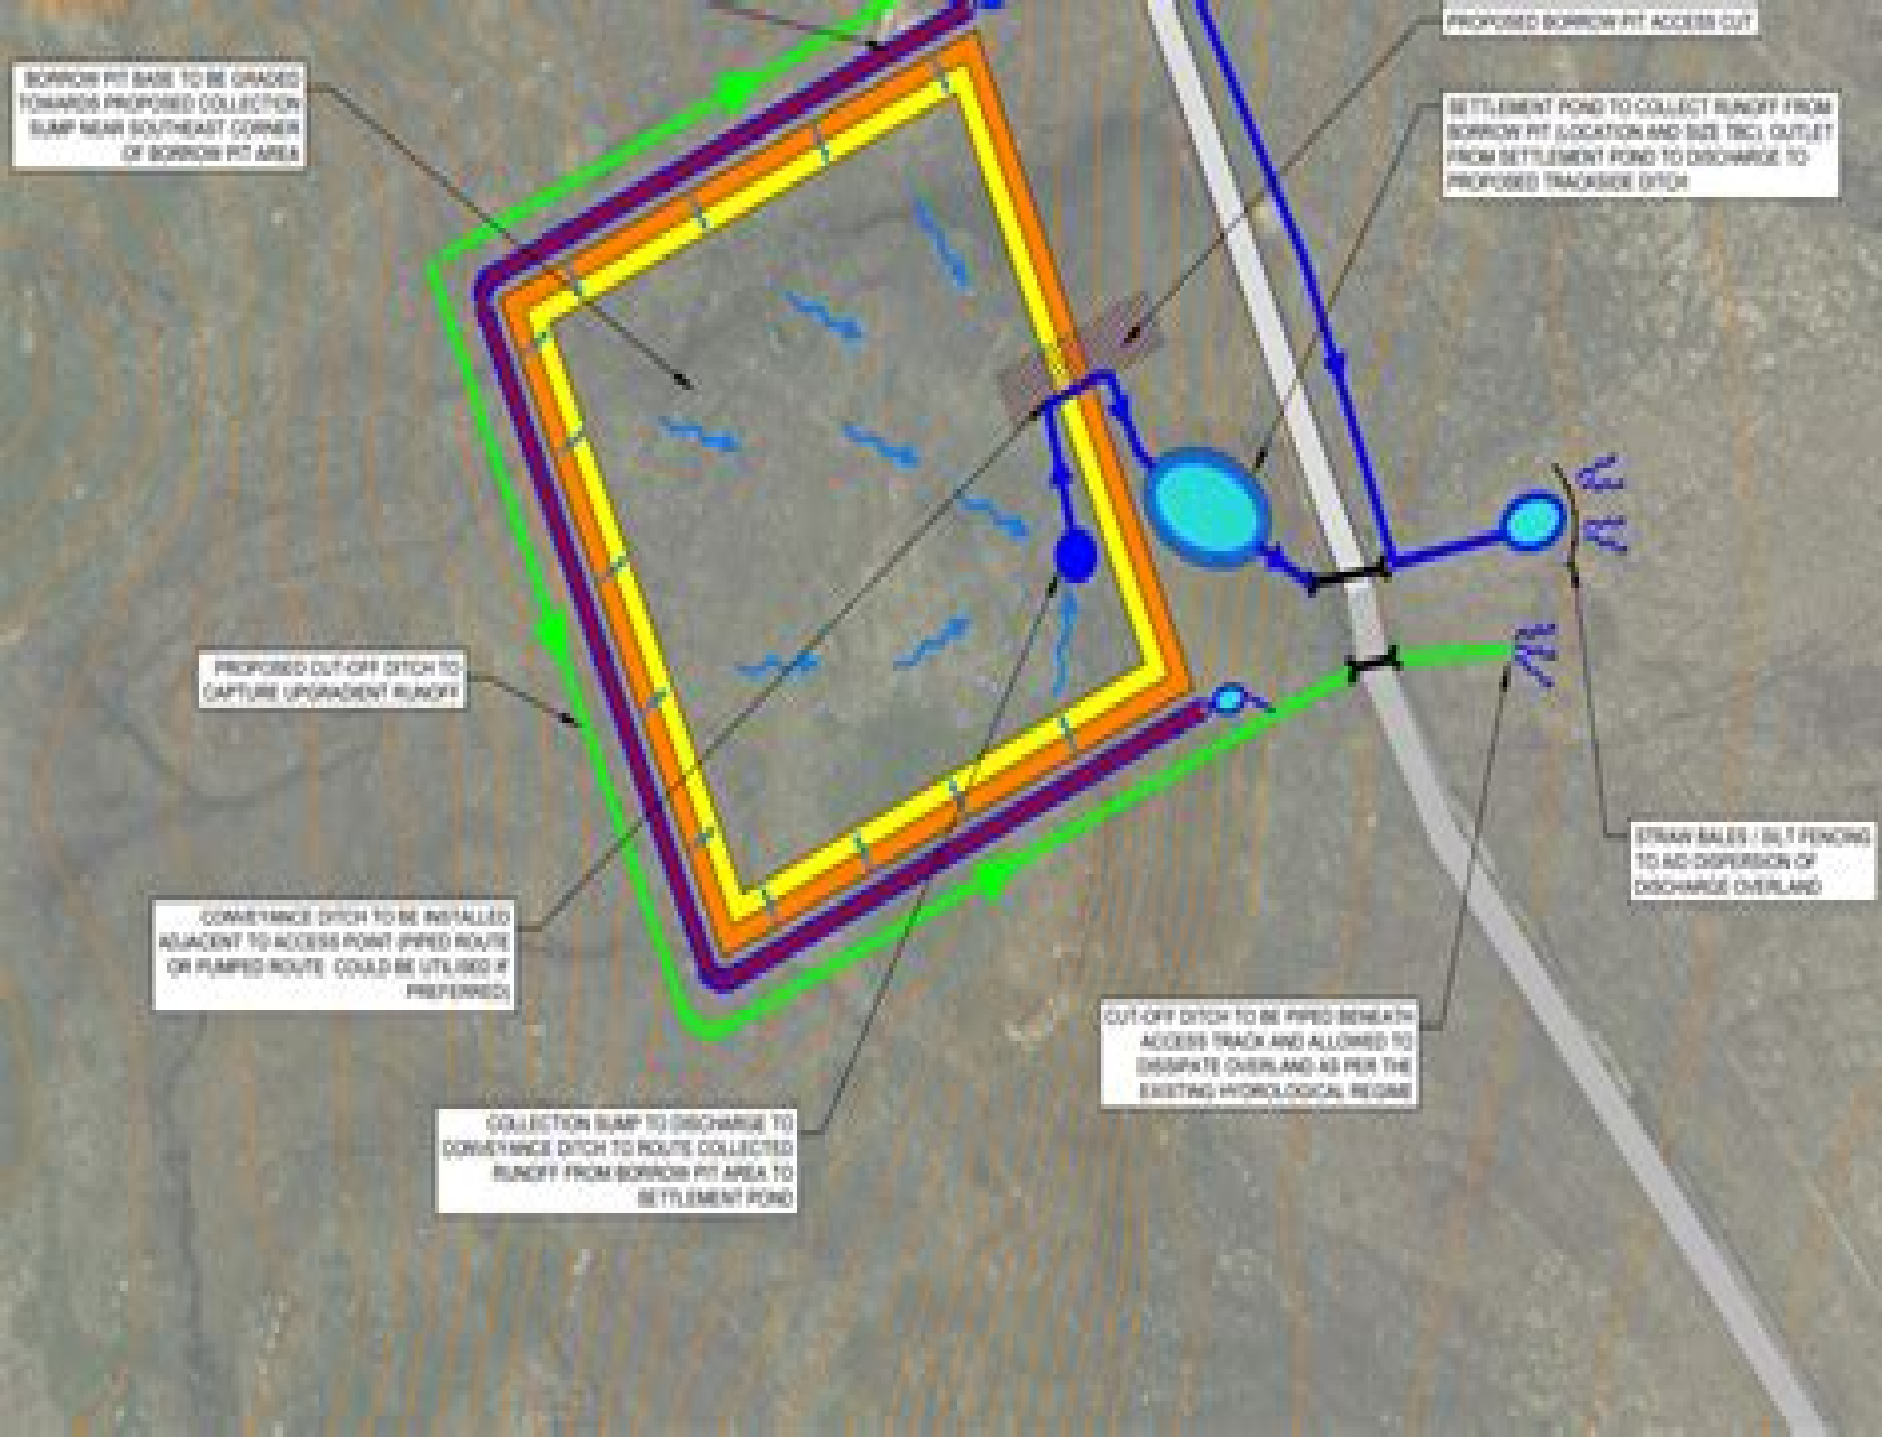 PROPOSED BORROW PIT ACCESS CUT
BORROW PIT BASE TO BE GRADED
TOWARDS PROPOSED COLLECTION
SUMP NEAR SOUTHEAST CORNER
OF BORROW PIT AREA
SETTLEMENT POND TO COLLECT RUNOFF FROM
BORROW PIT (LOCATION AND SIZE TBC). OUTLET
FROM SETTLEMENT POND TO DISCHARGE TO
PROPOSED TRACKSIDE DITCH
PROPOSED CUT-OFF DITCH TO
CAPTURE UPGRADIENT RUNOFF
STRAW BALES / SILT FENCING
TO AID DISPERSION OF
DISCHARGE OVERLAND
CONVEYANCE DITCH TO BE INSTALLED
ADJACENT TO ACCESS POINT (PIPED ROUTE
OR PUMPED ROUTE COULD BE UTILISED IF
PREFERRED)
CUT-OFF DITCH TO BE PIPED BENEATH
ACCESS TRACK AND ALLOWED TO
DISSIPATE OVERLAND AS PER THE
EXISTING HYDROLOGICAL REGIME
COLLECTION SUMP TO DISCHARGE TO
CONVEYANCE DITCH TO ROUTE COLLECTED
RUNOFF FROM BORROW PIT AREA TO
SETTLEMENT POND